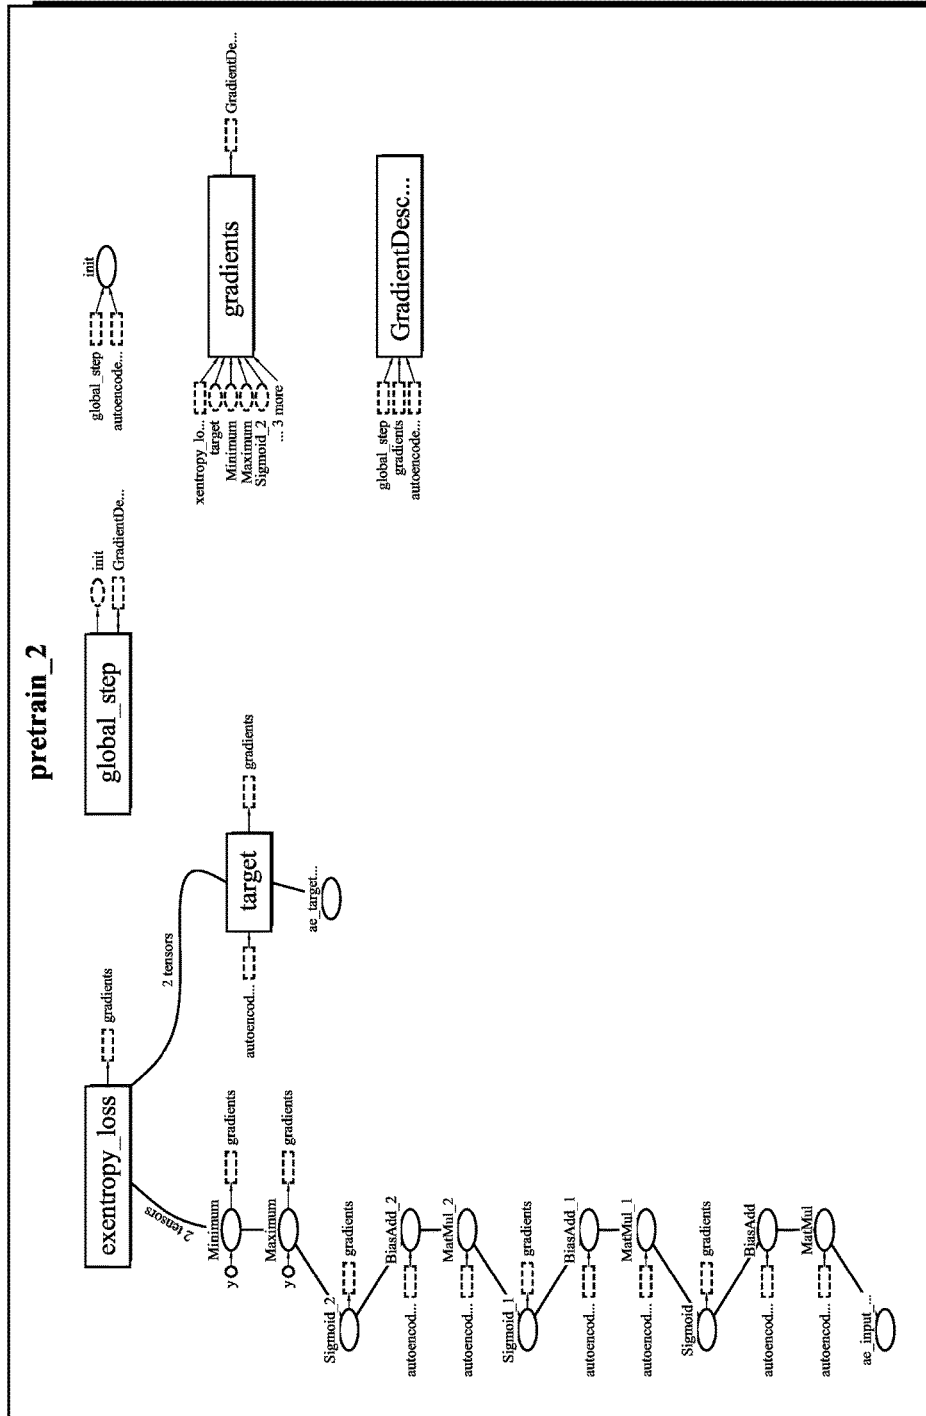 pretrain_2
exentropy_loss
gradients
2 tensors
2 tensors
Minimum
y
gradients
Maximum
y
gradients
Sigmoid_2
gradients
BiasAdd_2
autoencod...
MatMul_2
autoencod...
Sigmoid_1
gradients
BiasAdd_1
autoencod...
MatMul_1
autoencod...
Sigmoid
gradients
BiasAdd
autoencod...
MatMul
autoencod...
ae_input_...
target
gradients
autoencod...
ae_target...
global_step
init
GradientDe...
init
global_step
autoencode...
gradients
GradientDe...
xentropy_lo...
target
Minimum
Maximum
Sigmoid_2
... 3 more
GradientDesc...
global_step
gradients
autoencode...